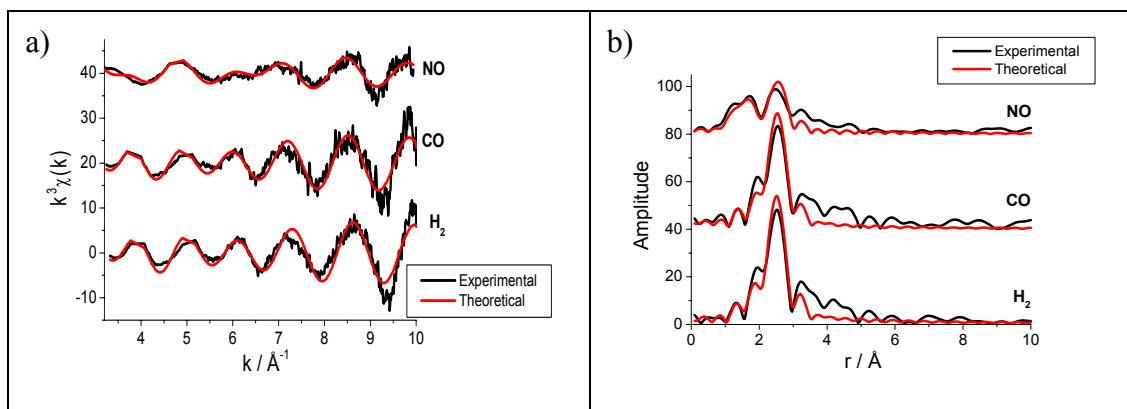 a)
40
30
20
10
0
-10
k³χ(k)
NO
CO
H₂
Experimental
Theoretical
4 5 6 7 8 9 10
k / Å⁻¹
b)
Experimental
Theoretical
100
80
60
40
20
0
Amplitude
NO
CO
H₂
0 2 4 6 8 10
r / Å